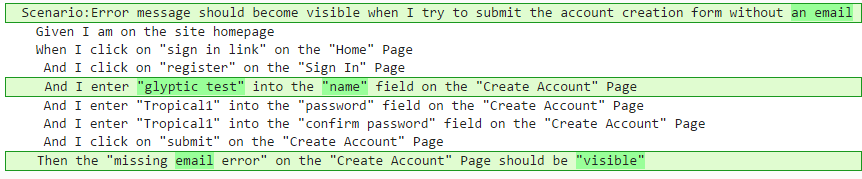 Scenario:Error message should become visible when I try to submit the account creation form without an email
Given I am on the site homepage
When I click on "sign in link" on the "Home" Page
And I click on "register" on the "Sign In" Page
And I enter "glyptic test" into the "name" field on the "Create Account" Page
And I enter "Tropical1" into the "password" field on the "Create Account" Page
And I enter "Tropical1" into the "confirm password" field on the "Create Account" Page
And I click on "submit" on the "Create Account" Page
Then the "missing email error" on the "Create Account" Page should be "visible"